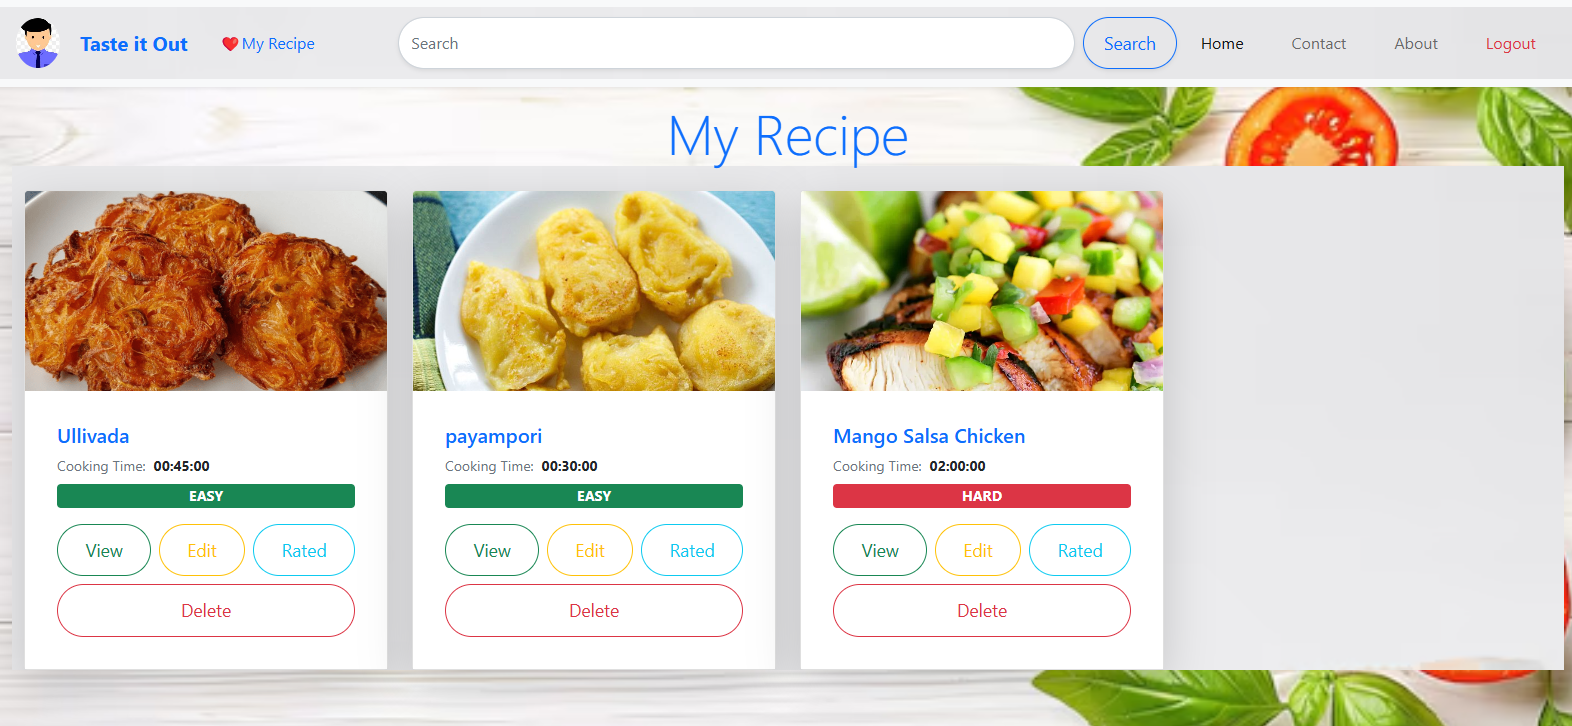 Taste it Out ❤️My Recipe Search Search Home Contact About Logout
My Recipe
Ullivada
Cooking Time: 00:45:00
EASY
View Edit Rated
Delete
payampori
Cooking Time: 00:30:00
EASY
View Edit Rated
Delete
Mango Salsa Chicken
Cooking Time: 02:00:00
HARD
View Edit Rated
Delete